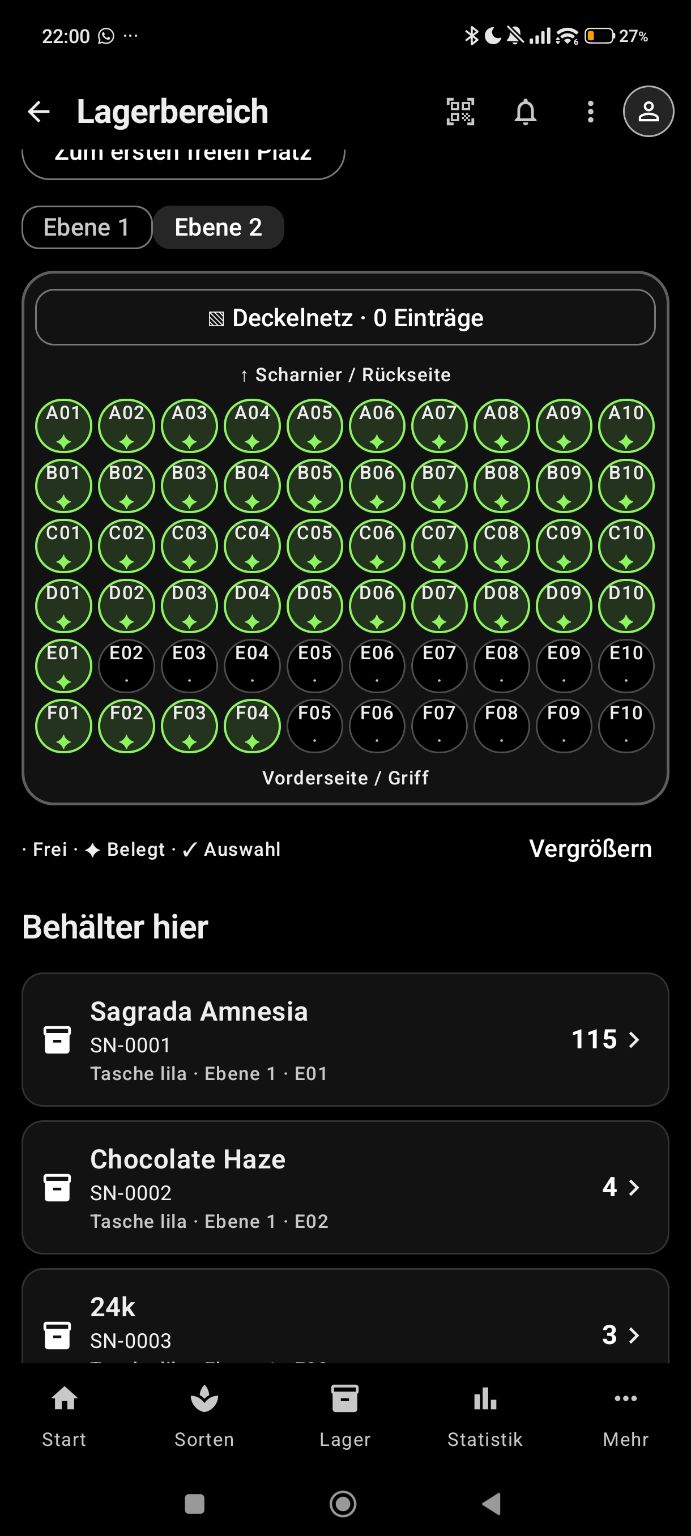 22:00 ...
27%
Lagerbereich
Zum ersten freien Platz
Ebene 1 Ebene 2
Deckelnetz · 0 Einträge
↑ Scharnier / Rückseite
A01 A02 A03 A04 A05 A06 A07 A08 A09 A10
B01 B02 B03 B04 B05 B06 B07 B08 B09 B10
C01 C02 C03 C04 C05 C06 C07 C08 C09 C10
D01 D02 D03 D04 D05 D06 D07 D08 D09 D10
E01 E02 E03 E04 E05 E06 E07 E08 E09 E10
F01 F02 F03 F04 F05 F06 F07 F08 F09 F10
Vorderseite / Griff
· Frei · ✦ Belegt · ✓ Auswahl
Vergrößern
Behälter hier
Sagrada Amnesia
SN-0001
Tasche lila · Ebene 1 · E01
115
Chocolate Haze
SN-0002
Tasche lila · Ebene 1 · E02
4
24k
SN-0003
3
Start Sorten Lager Statistik Mehr